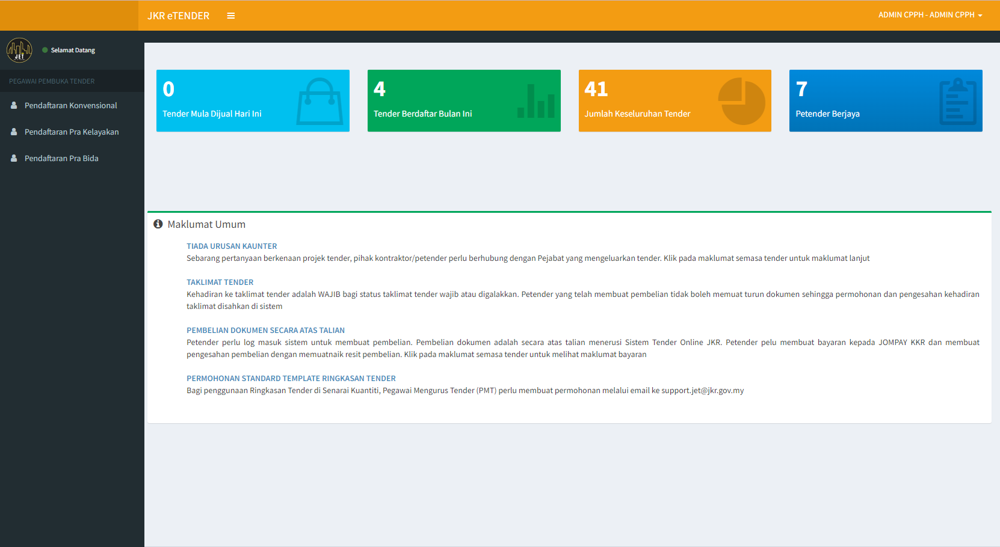 JKR eTENDER
ADMIN CPPH - ADMIN CPPH
JET
Selamat Datang
PEGAWAI PEMBUKA TENDER
Pendaftaran Konvensional
Pendaftaran Pra Kelayakan
Pendaftaran Pra Bida
0
Tender Mula Dijual Hari Ini
4
Tender Berdaftar Bulan Ini
41
Jumlah Keseluruhan Tender
7
Petender Berjaya
Maklumat Umum
TIADA URUSAN KAUNTER
Sebarang pertanyaan berkenaan projek tender, pihak kontraktor/petender perlu berhubung dengan Pejabat yang mengeluarkan tender. Klik pada maklumat semasa tender untuk maklumat lanjut
TAKLIMAT TENDER
Kehadiran ke taklimat tender adalah WAJIB bagi status taklimat tender wajib atau digalakkan. Petender yang telah membuat pembelian tidak boleh memuat turun dokumen sehingga permohonan dan pengesahan kehadiran
taklimat disahkan di sistem
PEMBELIAN DOKUMEN SECARA ATAS TALIAN
Petender perlu log masuk sistem untuk membuat pembelian. Pembelian dokumen adalah secara atas talian menerusi Sistem Tender Online JKR. Petender pelu membuat bayaran kepada JOMPAY KKR dan membuat
pengesahan pembelian dengan memuatnaik resit pembelian. Klik pada maklumat semasa tender untuk melihat maklumat bayaran
PERMOHONAN STANDARD TEMPLATE RINGKASAN TENDER
Bagi penggunaan Ringkasan Tender di Senarai Kuantiti, Pegawai Mengurus Tender (PMT) perlu membuat permohonan melalui email ke support.jet@jkr.gov.my